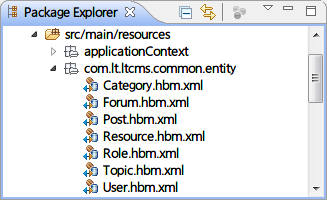 Package Explorer
src/main/resources
applicationContext
com.lt.ltcms.common.entity
Category.hbm.xml
Forum.hbm.xml
Post.hbm.xml
Resource.hbm.xml
Role.hbm.xml
Topic.hbm.xml
User.hbm.xml